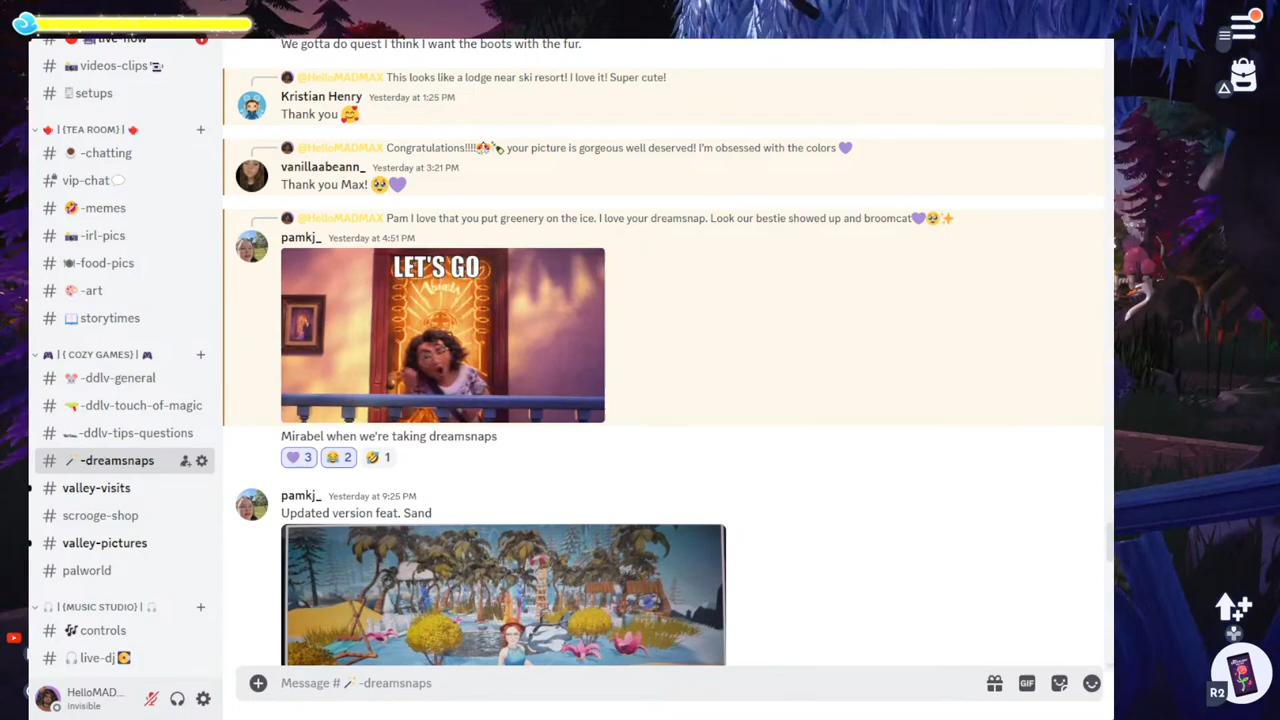 # live-now
# videos-clips
# setups
| {TEA ROOM} |
# -chatting
vip-chat
# -memes
# -irl-pics
# -food-pics
# -art
# storytimes
| { COZY GAMES} |
# -ddlv-general
# -ddlv-touch-of-magic
# -ddlv-tips-questions
# -dreamsnaps
# valley-visits
# scrooge-shop
# valley-pictures
# palworld
| {MUSIC STUDIO} |
# controls
# live-dj
HelloMAD...
Invisible
We gotta do quest I think I want the boots with the fur.
@HelloMADMAX This looks like a lodge near ski resort! I love it! Super cute!
Kristian Henry Yesterday at 1:25 PM
Thank you 🥰
@HelloMADMAX Congratulations!!!!🎊🍾 your picture is gorgeous well deserved! I'm obsessed with the colors 💜
vanillaabeann_ Yesterday at 3:21 PM
Thank you Max! 🥹💜
@HelloMADMAX Pam I love that you put greenery on the ice. I love your dreamsnap. Look our bestie showed up and broomcat💜🥹✨
pamkj_ Yesterday at 4:51 PM
LET'S GO
Abuela
Mirabel when we're taking dreamsnaps
💜 3 😂 2 🤣 1
pamkj_ Yesterday at 9:25 PM
Updated version feat. Sand
Message # -dreamsnaps
GIF
R2